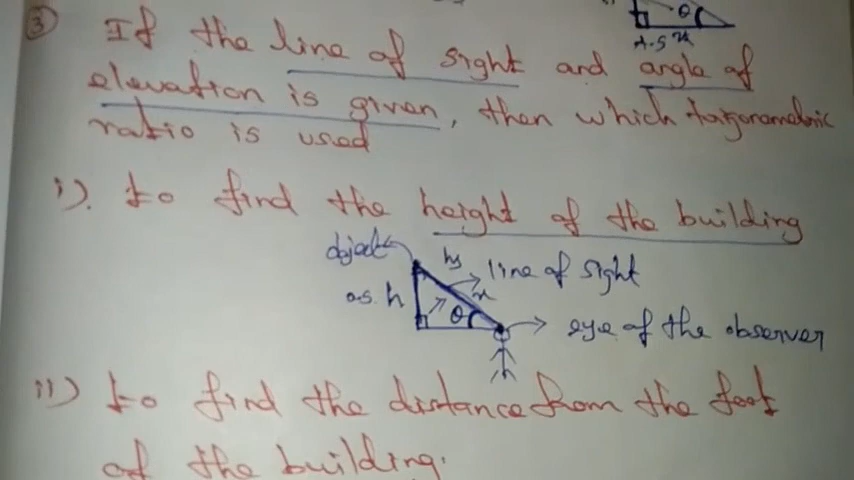 θ
A.S x
③ If the line of sight and angle of
elevation is given, then which trigonometric
ratio is used
i). to find the height of the building
object
hy
line of sight
o.s. h
x
θ
eye of the observer
ii) to find the distance from the foot
of the building.